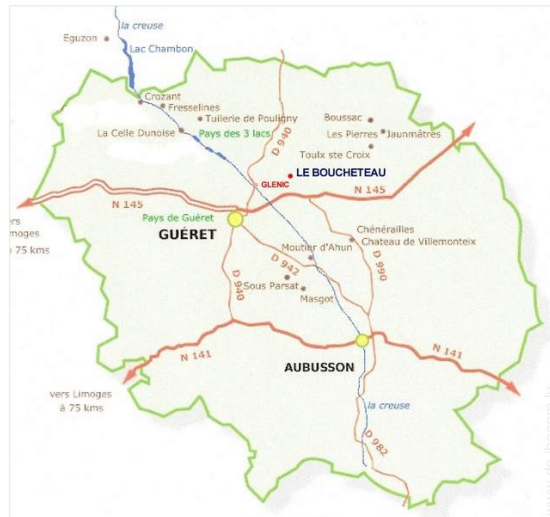 la creuse
Eguzon
Lac Chambon
Crozant
Fresselines
Tuilerie de Pouligny
La Celle Dunoise
Pays des 3 lacs
D 940
Boussac
Les Pierres
Jaunmâtres
Toulx ste Croix
LE BOUCHETEAU
GLENIC
N 145
N 145
Pays de Guéret
GUÉRET
ers
imoges
à 75 kms
Chénérailles
Chateau de Villemonteix
Moutier d'Ahun
D 990
D 942
D 940
Sous Parsat
Masgot
N 141
N 141
AUBUSSON
vers Limoges
à 75 kms
la creuse
D 982